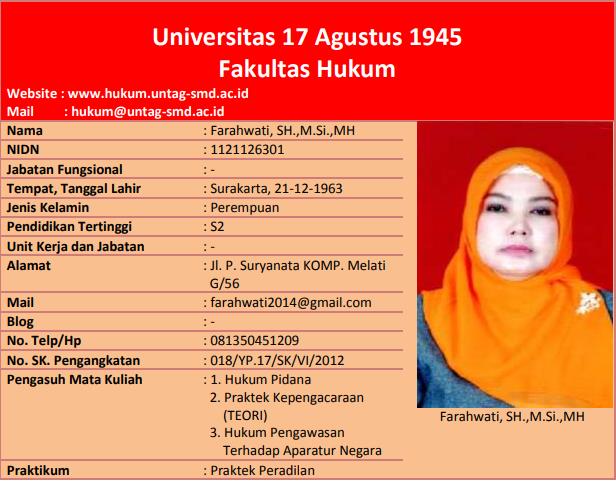 Universitas 17 Agustus 1945
Fakultas Hukum
Website : www.hukum.untag-smd.ac.id
Mail : hukum@untag-smd.ac.id
Nama : Farahwati, SH.,M.Si.,MH
NIDN : 1121126301
Jabatan Fungsional : -
Tempat, Tanggal Lahir : Surakarta, 21-12-1963
Jenis Kelamin : Perempuan
Pendidikan Tertinggi : S2
Unit Kerja dan Jabatan : -
Alamat : Jl. P. Suryanata KOMP. Melati
G/56
Mail : farahwati2014@gmail.com
Blog : -
No. Telp/Hp : 081350451209
No. SK. Pengangkatan : 018/YP.17/SK/VI/2012
Pengasuh Mata Kuliah : 1. Hukum Pidana
2. Praktek Kepengacaraan
(TEORI)
3. Hukum Pengawasan
Terhadap Aparatur Negara
Praktikum : Praktek Peradilan
Farahwati, SH.,M.Si.,MH